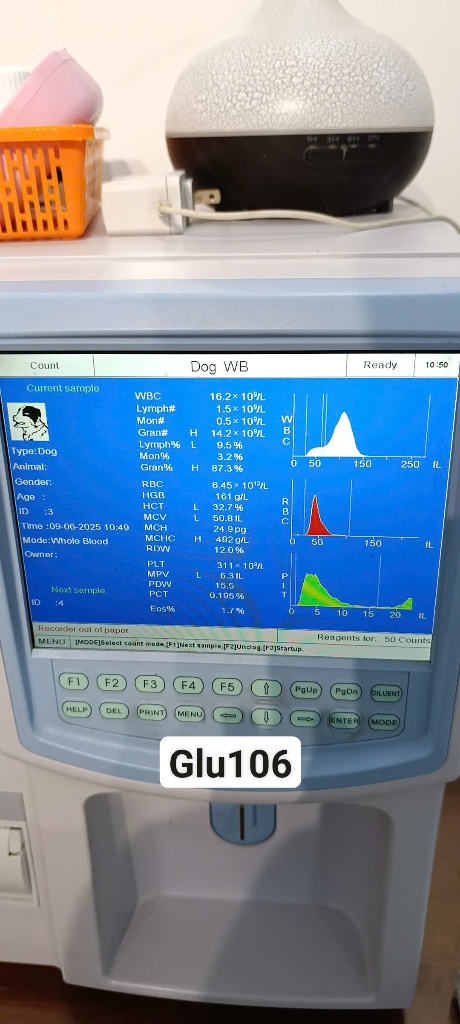 1H 3H 6H ON
Count Dog WB Ready 10:50
Current sample
Type:Dog
Animal:
Gender:
Age :
ID :3
Time :09-06-2025 10:49
Mode:Whole Blood
Owner:
Next sample
ID :4
WBC 16.2 × 10⁹/L
Lymph# 1.5 × 10⁹/L
Mon# 0.5 × 10⁹/L
Gran# H 14.2 × 10⁹/L
Lymph% L 9.5 %
Mon% 3.2 %
Gran% H 87.3 %
RBC 6.45 × 10¹²/L
HGB 161 g/L
HCT L 32.7 %
MCV L 50.8 fL
MCH 24.9 pg
MCHC H 492 g/L
RDW 12.0 %
PLT 311 × 10⁹/L
MPV L 6.3 fL
PDW 15.5
PCT 0.195 %
Eos% 1.7 %
WBC
0 50 150 250 fL
RBC
0 50 150 fL
PLT
0 5 10 15 20 fL
Recorder out of paper Reagents for: 50 Counts
MENU [MODE]Select count mode,[F1]Next sample,[F2]Unclog,[F3]Startup.
F1 F2 F3 F4 F5 ⇧ PgUp PgDn DILUENT
HELP DEL PRINT MENU ⇦ ⇩ ⇨ ENTER MODE
Glu106